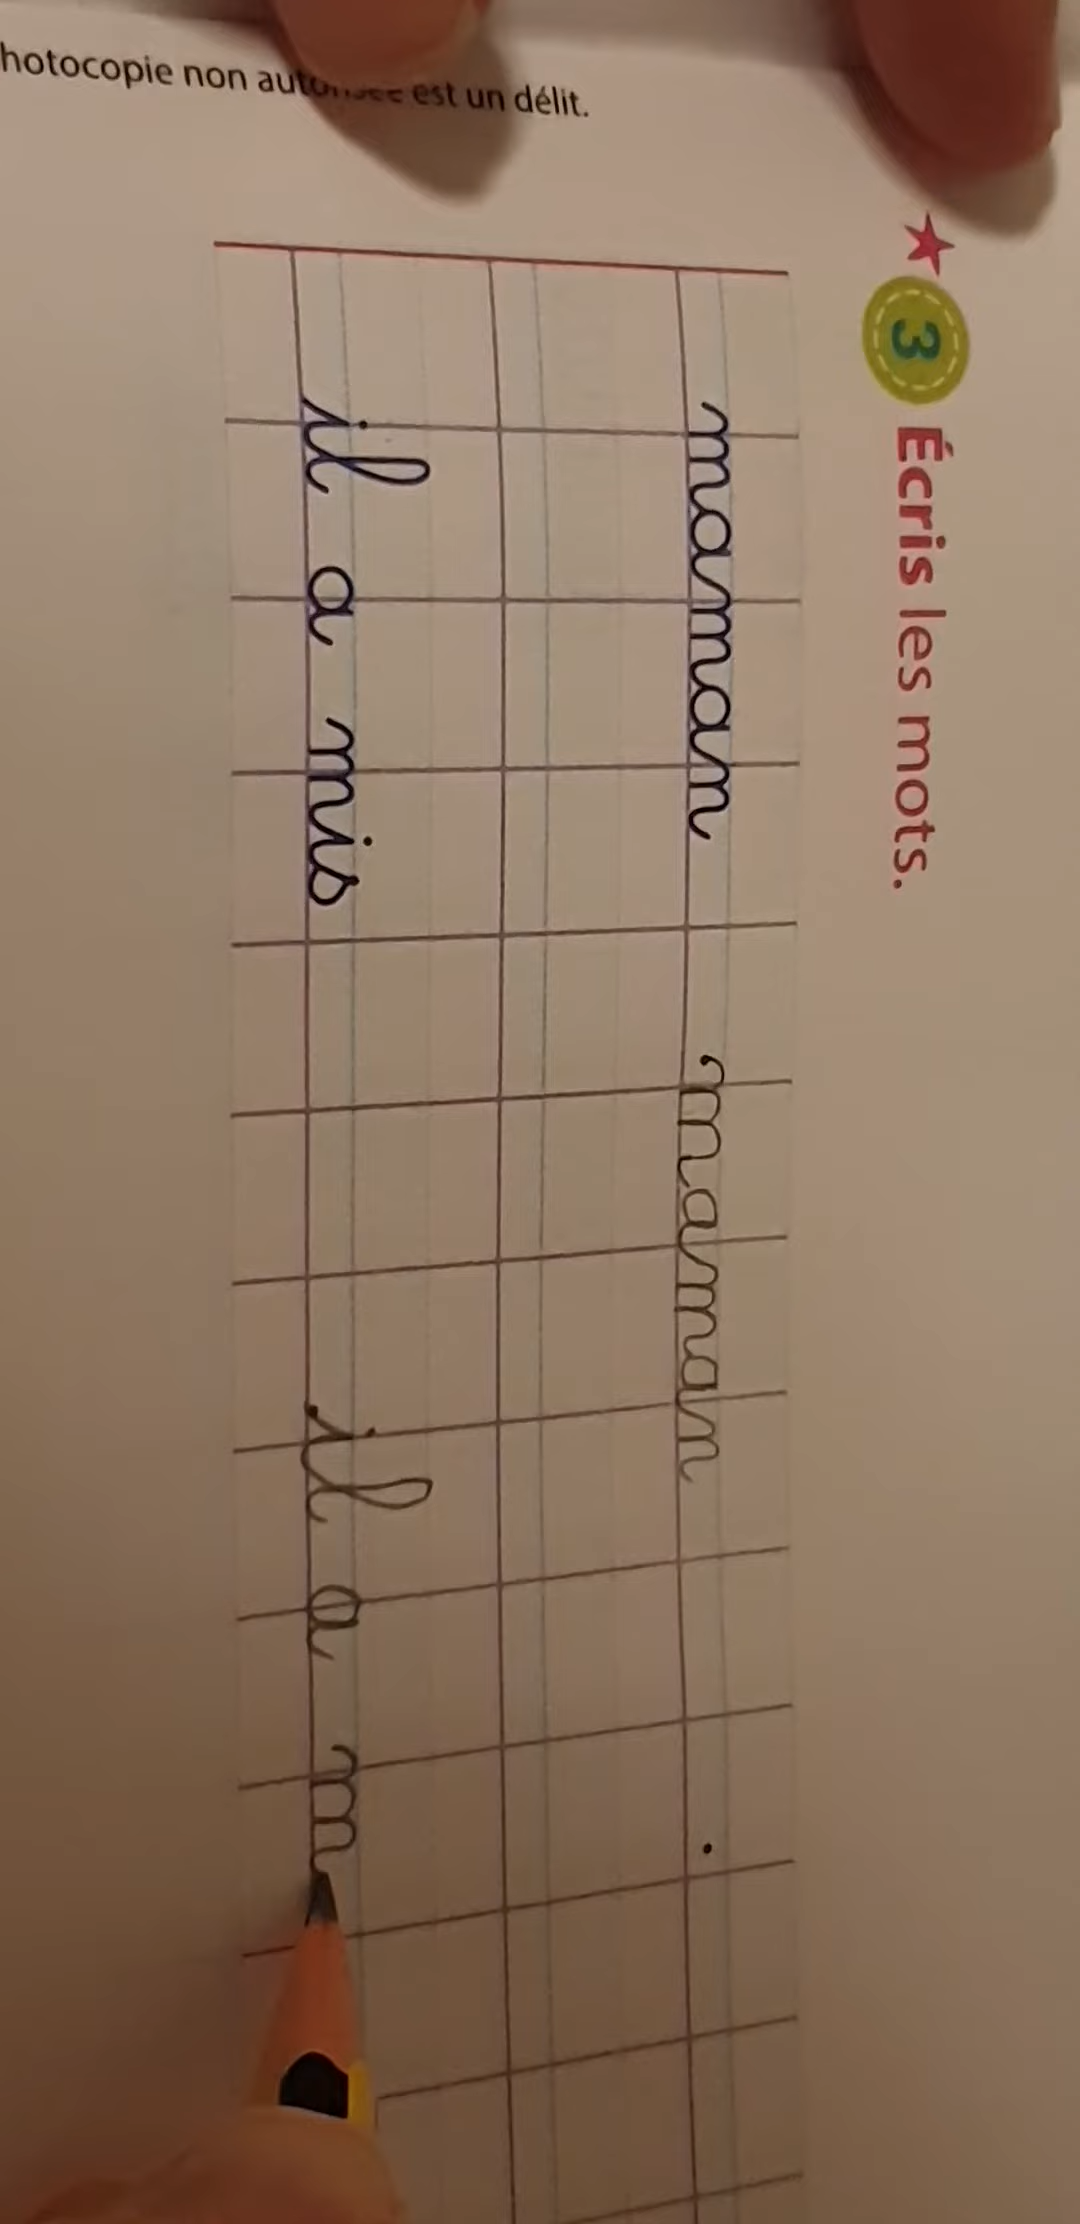 3 Écris les mots.
maman maman .
il a mis il a m
hotocopie non autorisée est un délit.